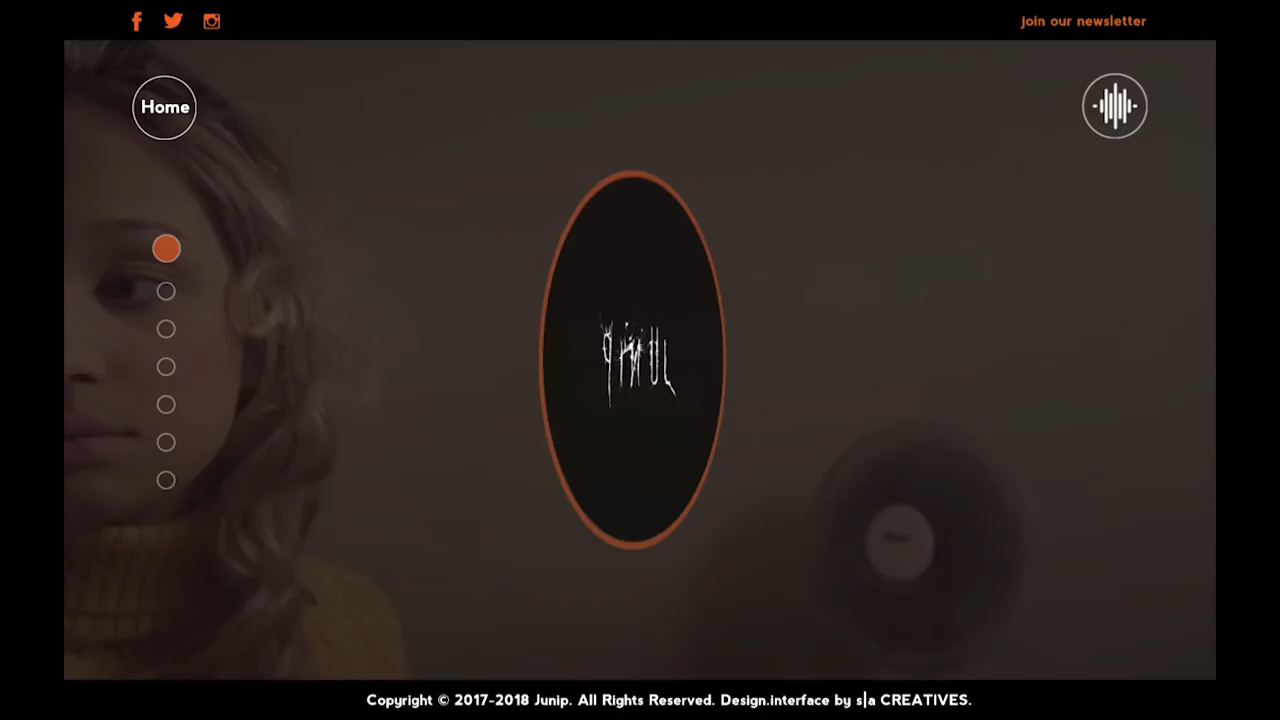 join our newsletter
Home
Copyright © 2017-2018 Junip. All Rights Reserved. Design.interface by s|a CREATIVES.